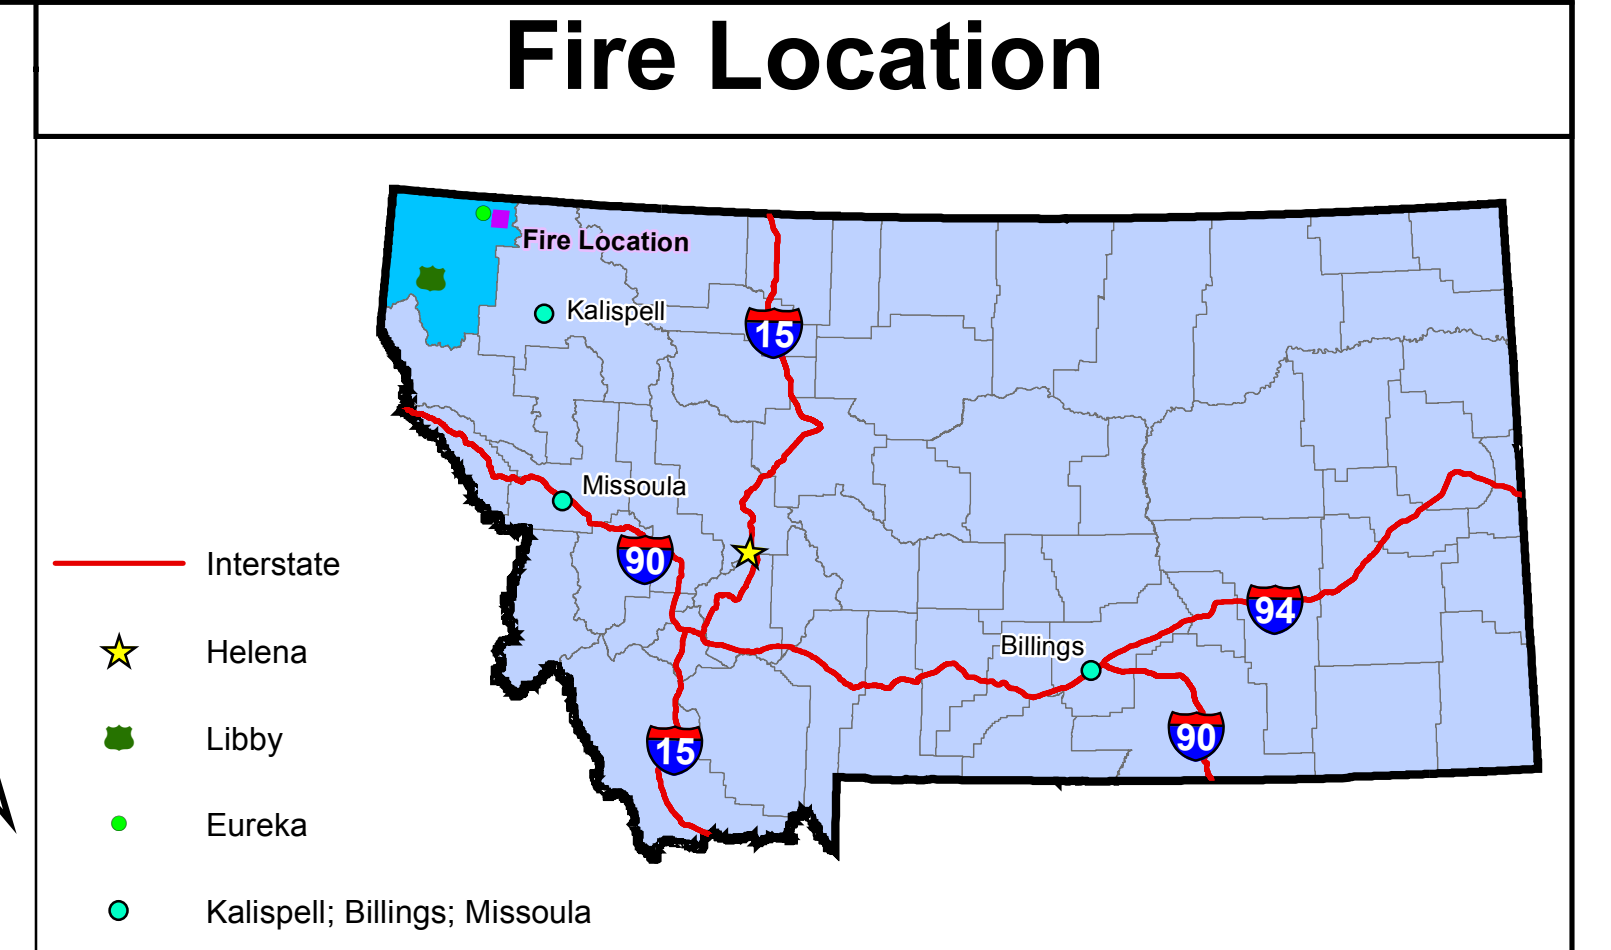 Fire Location
Fire Location
Kalispell
15
Missoula
90
Interstate
94
Helena
Billings
15
90
Libby
Eureka
Kalispell; Billings; Missoula